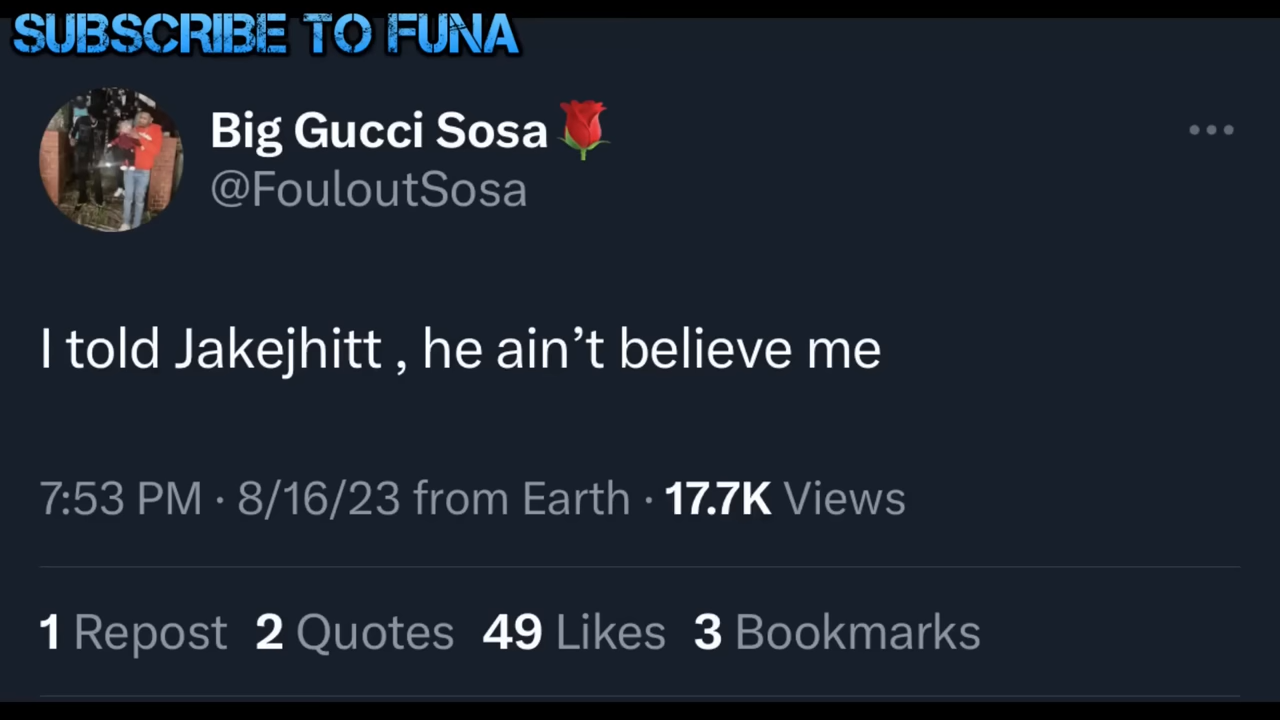 SUBSCRIBE TO FUNA
Big Gucci Sosa🌹
@FouloutSosa
I told Jakejhitt , he ain’t believe me
7:53 PM · 8/16/23 from Earth · 17.7K Views
1 Repost 2 Quotes 49 Likes 3 Bookmarks